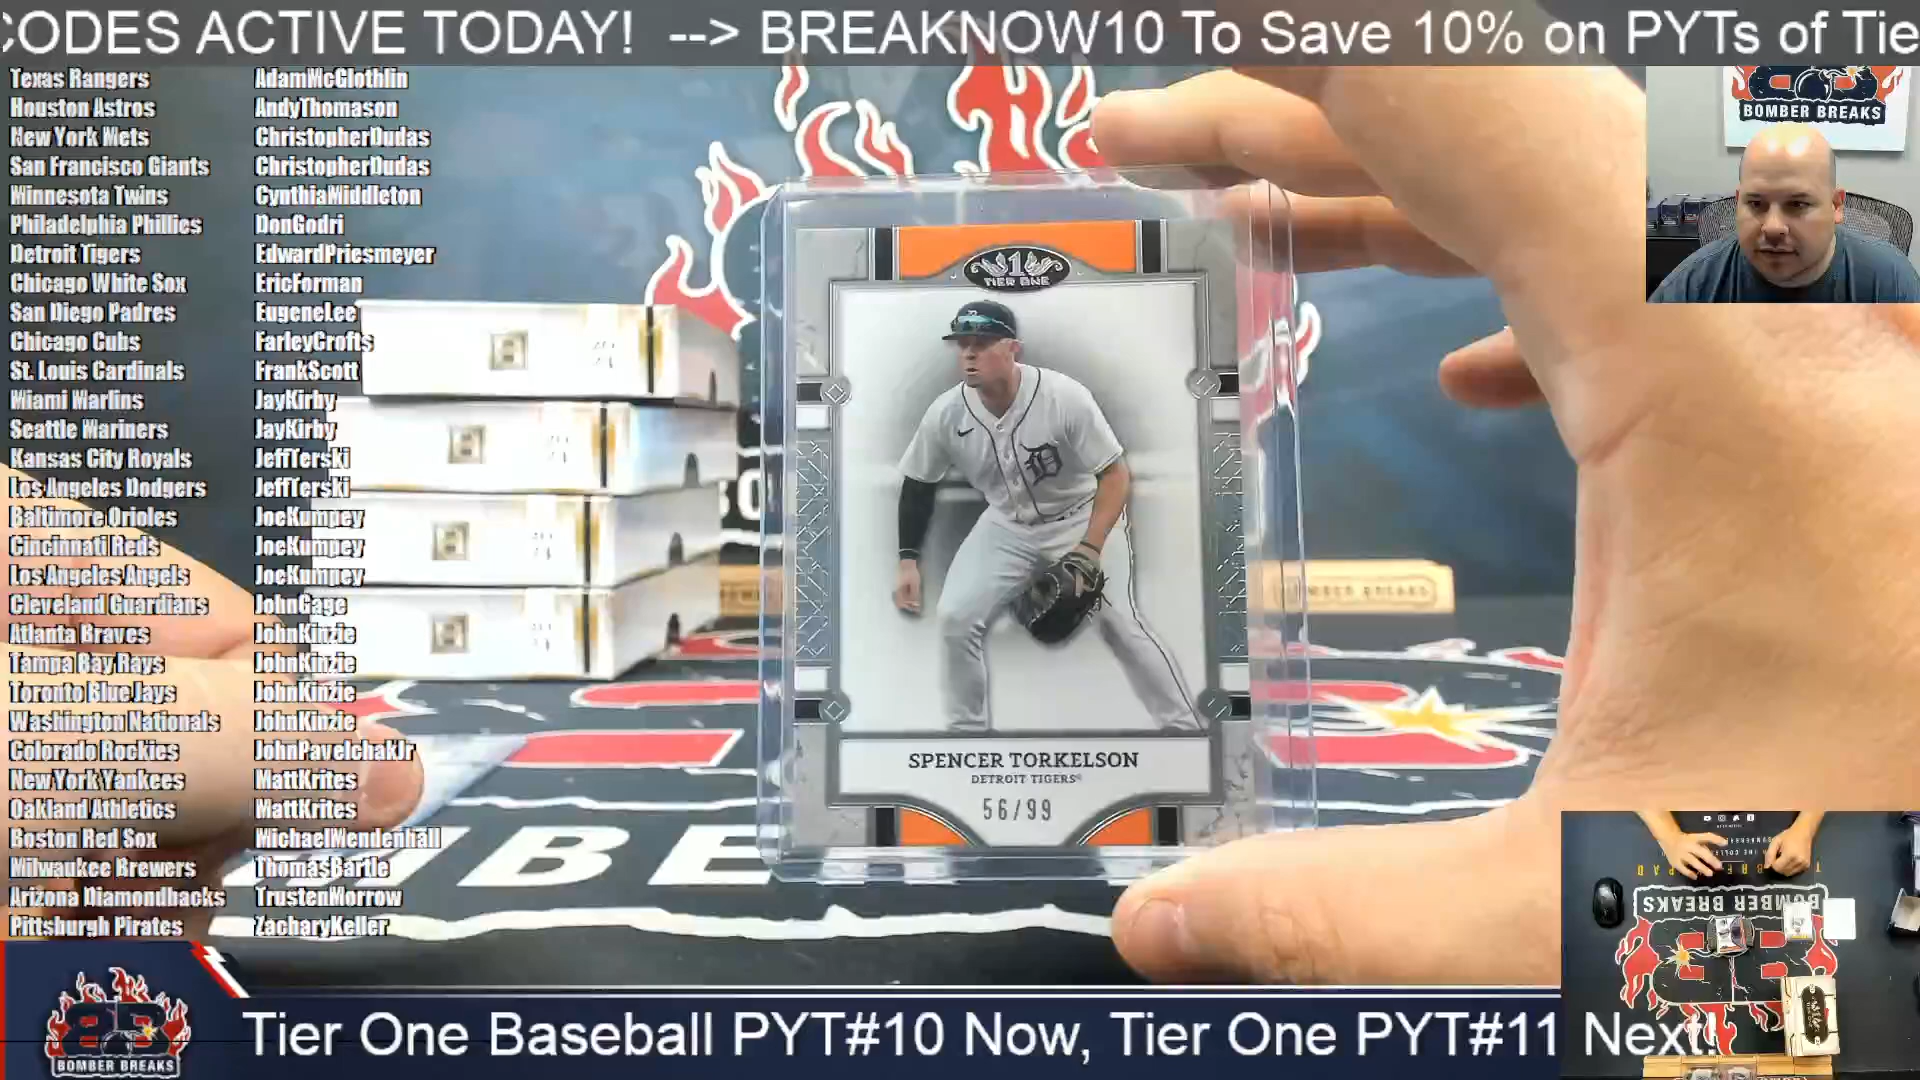 CODES ACTIVE TODAY! --> BREAKNOW10 To Save 10% on PYTs of Tie
Texas Rangers AdamMcGlothlin
Houston Astros AndyThomason
New York Mets ChristopherDudas
San Francisco Giants ChristopherDudas
Minnesota Twins CynthiaMiddleton
Philadelphia Phillies DonGodri
Detroit Tigers EdwardPriesmeyer
Chicago White Sox EricForman
San Diego Padres EugeneLee
Chicago Cubs FarleyCrofts
St. Louis Cardinals FrankScott
Miami Marlins JayKirby
Seattle Mariners JayKirby
Kansas City Royals JeffTerski
Los Angeles Dodgers JeffTerski
Baltimore Orioles JoeKumpey
Cincinnati Reds JoeKumpey
Los Angeles Angels JoeKumpey
Cleveland Guardians JohnGage
Atlanta Braves JohnKinzie
Tampa Bay Rays JohnKinzie
Toronto Blue Jays JohnKinzie
Washington Nationals JohnKinzie
Colorado Rockies JohnPavelchakJr
New York Yankees MattKrites
Oakland Athletics MattKrites
Boston Red Sox MichaelMendenhall
Milwaukee Brewers ThomasBartle
Arizona Diamondbacks TrustenMorrow
Pittsburgh Pirates ZacharyKeller
BOMBER BREAKS
1
TIER ONE
D
SPENCER TORKELSON
DETROIT TIGERS®
56/99
BOMBER BREAKS
MBE
BOMBER BREAKS
BB
BOMBER BREAKS
Tier One Baseball PYT#10 Now, Tier One PYT#11 Next!